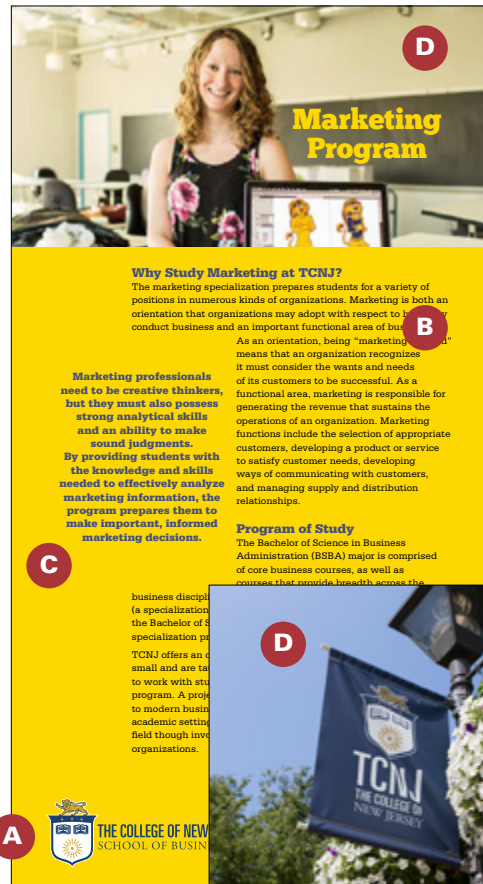 D
Marketing
Program
Why Study Marketing at TCNJ?
The marketing specialization prepares students for a variety of
positions in numerous kinds of organizations. Marketing is both an
orientation that organizations may adopt with respect to
conduct business and an important functional area of
B
As an orientation, being “marketing
means that an organization recognizes
it must consider the wants and needs
of its customers to be successful. As a
functional area, marketing is responsible for
generating the revenue that sustains the
operations of an organization. Marketing
functions include the selection of appropriate
customers, developing a product or service
to satisfy customer needs, developing
ways of communicating with customers,
and managing supply and distribution
relationships.
Marketing professionals
need to be creative thinkers,
but they must also possess
strong analytical skills
and an ability to make
sound judgments.
By providing students with
the knowledge and skills
needed to effectively analyze
marketing information, the
program prepares them to
make important, informed
marketing decisions.
Program of Study
The Bachelor of Science in Business
Administration (BSBA) major is comprised
of core business courses, as well as
courses that provide breadth across the
C
business
(a specialization
the Bachelor of
specialization
TCNJ offers an
small and are
to work with
program. A
to modern
academic setting
field though
organizations.
D
TCNJ
THE COLLEGE OF
NEW JERSEY
A
THE COLLEGE OF NEW
SCHOOL OF